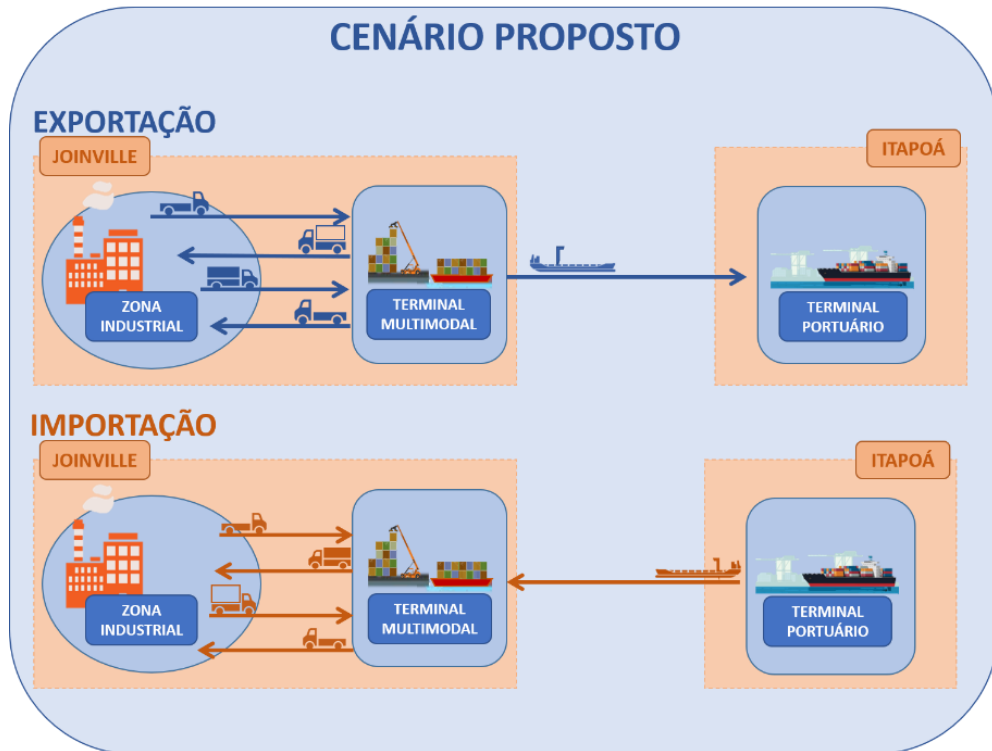 CENÁRIO PROPOSTO
EXPORTAÇÃO
JOINVILLE
ITAPOÁ
ZONA
INDUSTRIAL
TERMINAL
MULTIMODAL
TERMINAL
PORTUÁRIO
IMPORTAÇÃO
JOINVILLE
ITAPOÁ
ZONA
INDUSTRIAL
TERMINAL
MULTIMODAL
TERMINAL
PORTUÁRIO